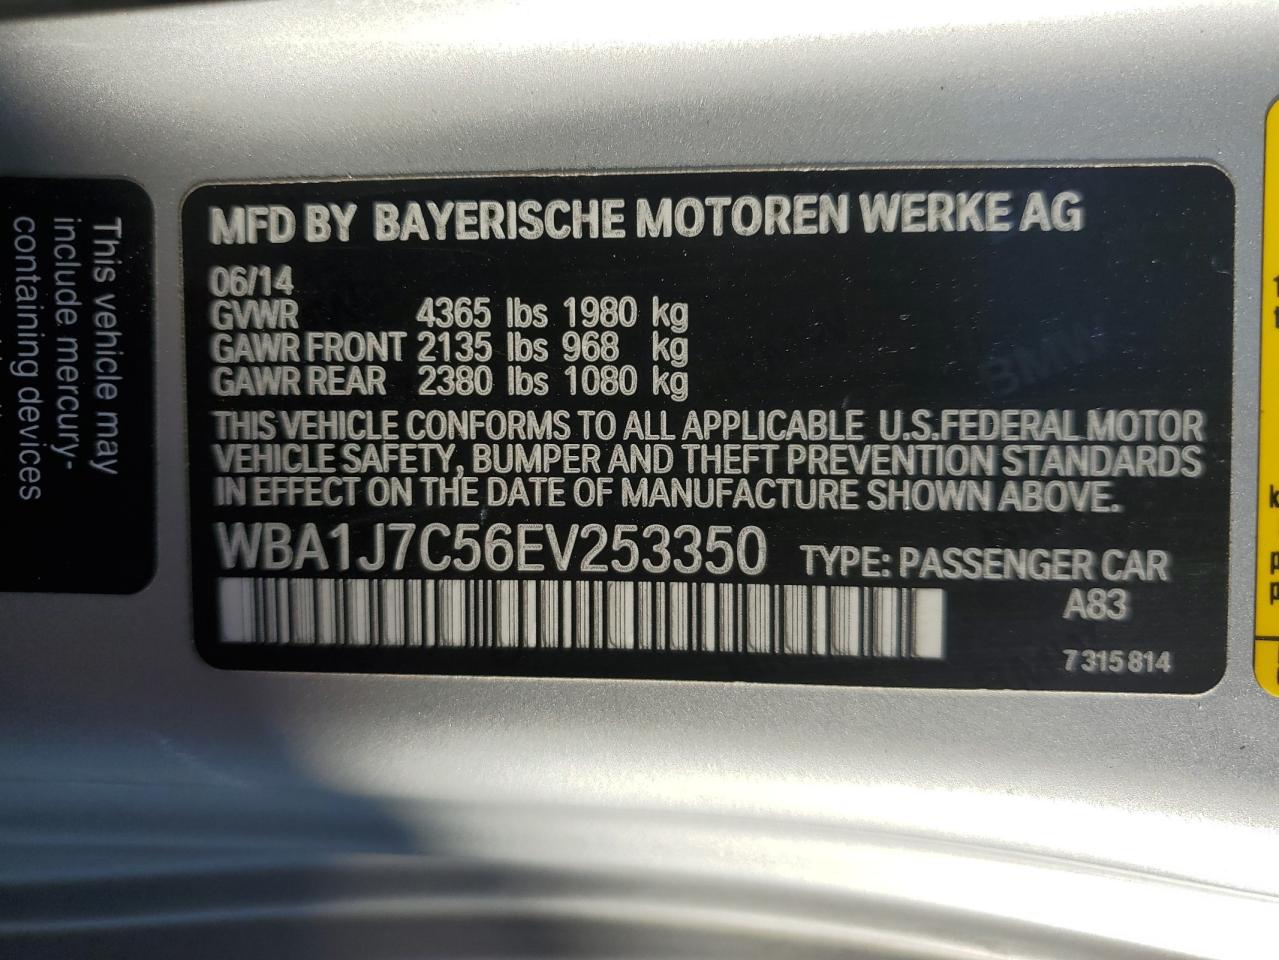 This vehicle may
include mercury-
containing devices
MFD BY BAYERISCHE MOTOREN WERKE AG
06/14
GVWR 4365 lbs 1980 kg
GAWR FRONT 2135 lbs 968 kg
GAWR REAR 2380 lbs 1080 kg
THIS VEHICLE CONFORMS TO ALL APPLICABLE U.S.FEDERAL MOTOR
VEHICLE SAFETY, BUMPER AND THEFT PREVENTION STANDARDS
IN EFFECT ON THE DATE OF MANUFACTURE SHOWN ABOVE.
WBA1J7C56EV253350 TYPE: PASSENGER CAR
A83
7 315 814
BMW